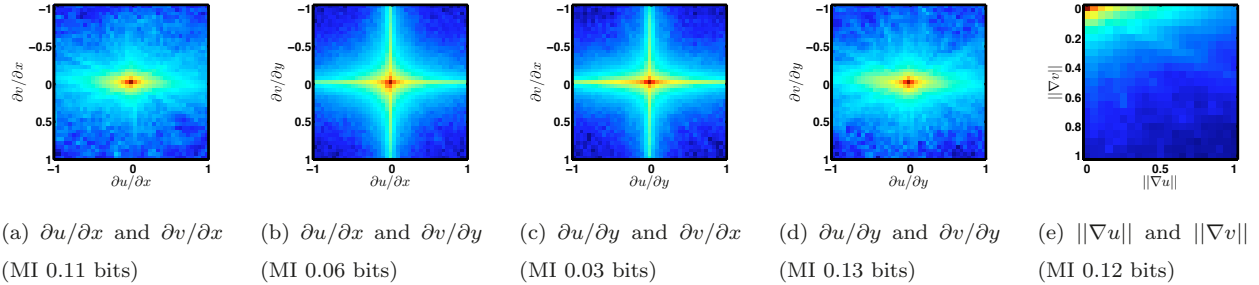 −1
−0.5
0
0.5
1
∂v/∂x
−1 0 1
∂u/∂x
−1
−0.5
0
0.5
1
∂v/∂y
−1 0 1
∂u/∂x
−1
−0.5
0
0.5
1
∂v/∂x
−1 0 1
∂u/∂y
−1
−0.5
0
0.5
1
∂v/∂y
−1 0 1
∂u/∂y
0
0.2
0.4
0.6
0.8
1
||∇v||
0 0.5 1
||∇u||
(a) ∂u/∂x and ∂v/∂x
(MI 0.11 bits)
(b) ∂u/∂x and ∂v/∂y
(MI 0.06 bits)
(c) ∂u/∂y and ∂v/∂x
(MI 0.03 bits)
(d) ∂u/∂y and ∂v/∂y
(MI 0.13 bits)
(e) ||∇u|| and ||∇v||
(MI 0.12 bits)